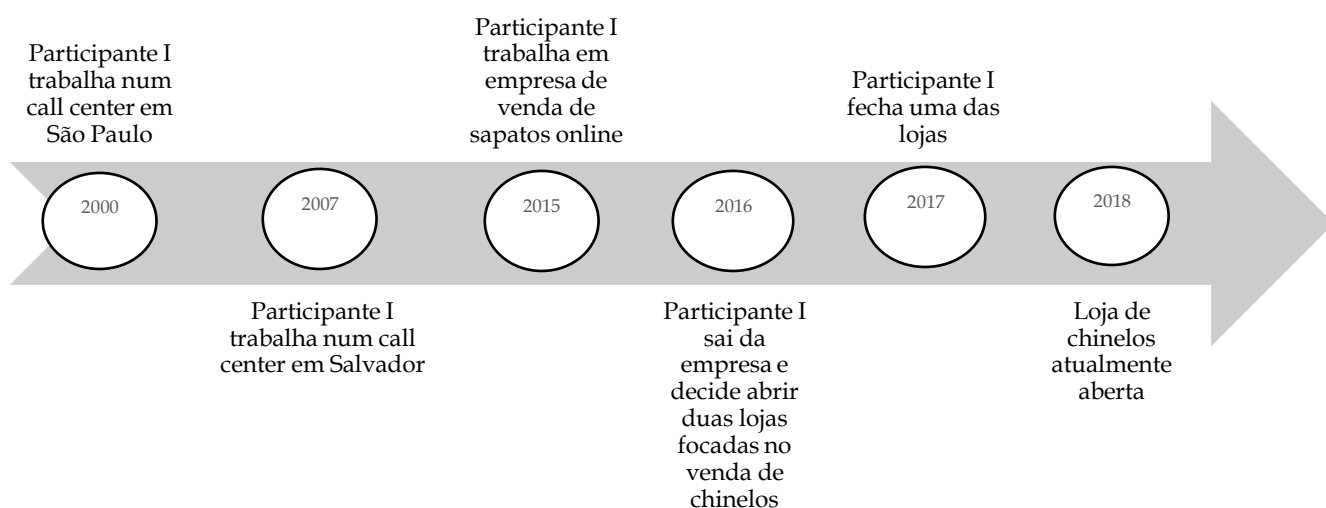 Participante I
trabalha num
call center em
São Paulo
Participante I
trabalha em
empresa de
venda de
sapatos online
Participante I
fecha uma das
lojas
2000
2007
2015
2016
2017
2018
Participante I
trabalha num call
center em Salvador
Participante I
sai da
empresa e
decide abrir
duas lojas
focadas no
venda de
chinelos
Loja de
chinelos
atualmente
aberta